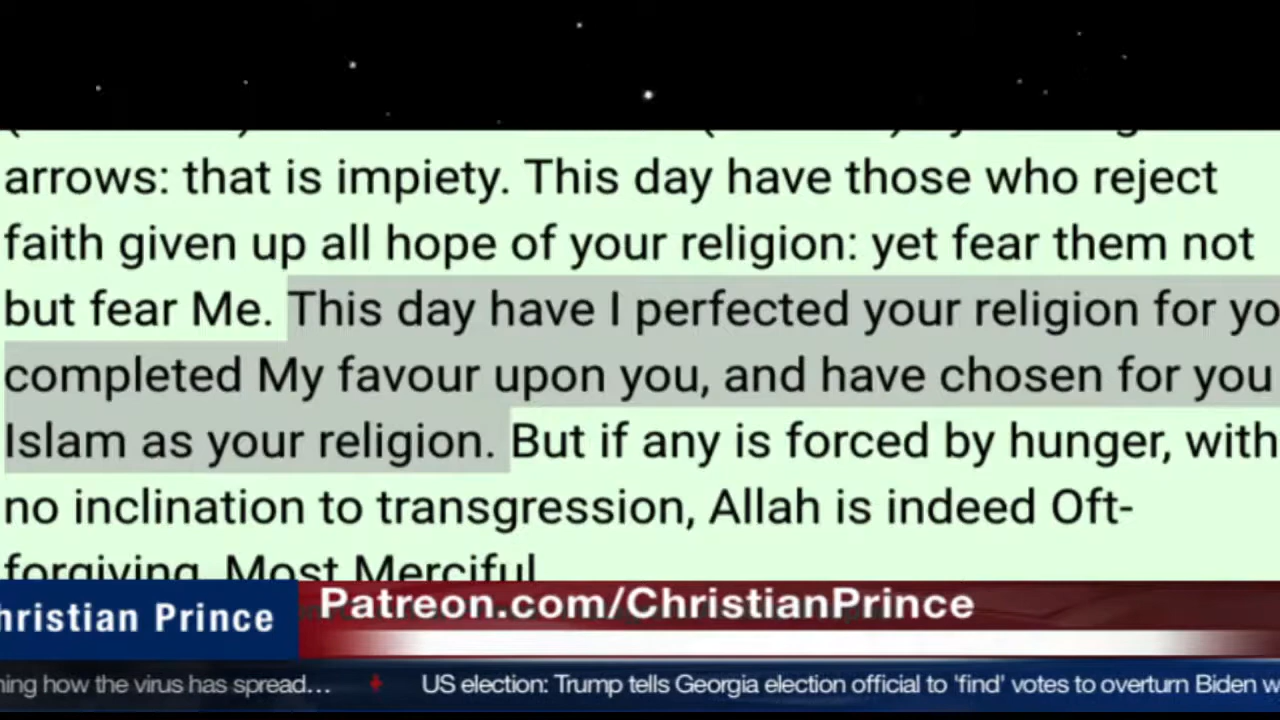 arrows: that is impiety. This day have those who reject
faith given up all hope of your religion: yet fear them not
but fear Me. This day have I perfected your religion for yo
completed My favour upon you, and have chosen for you
Islam as your religion. But if any is forced by hunger, with
no inclination to transgression, Allah is indeed Oft-
forgiving, Most Merciful
hristian Prince
Patreon.com/ChristianPrince
ning how the virus has spread... US election: Trump tells Georgia election official to 'find' votes to overturn Biden w